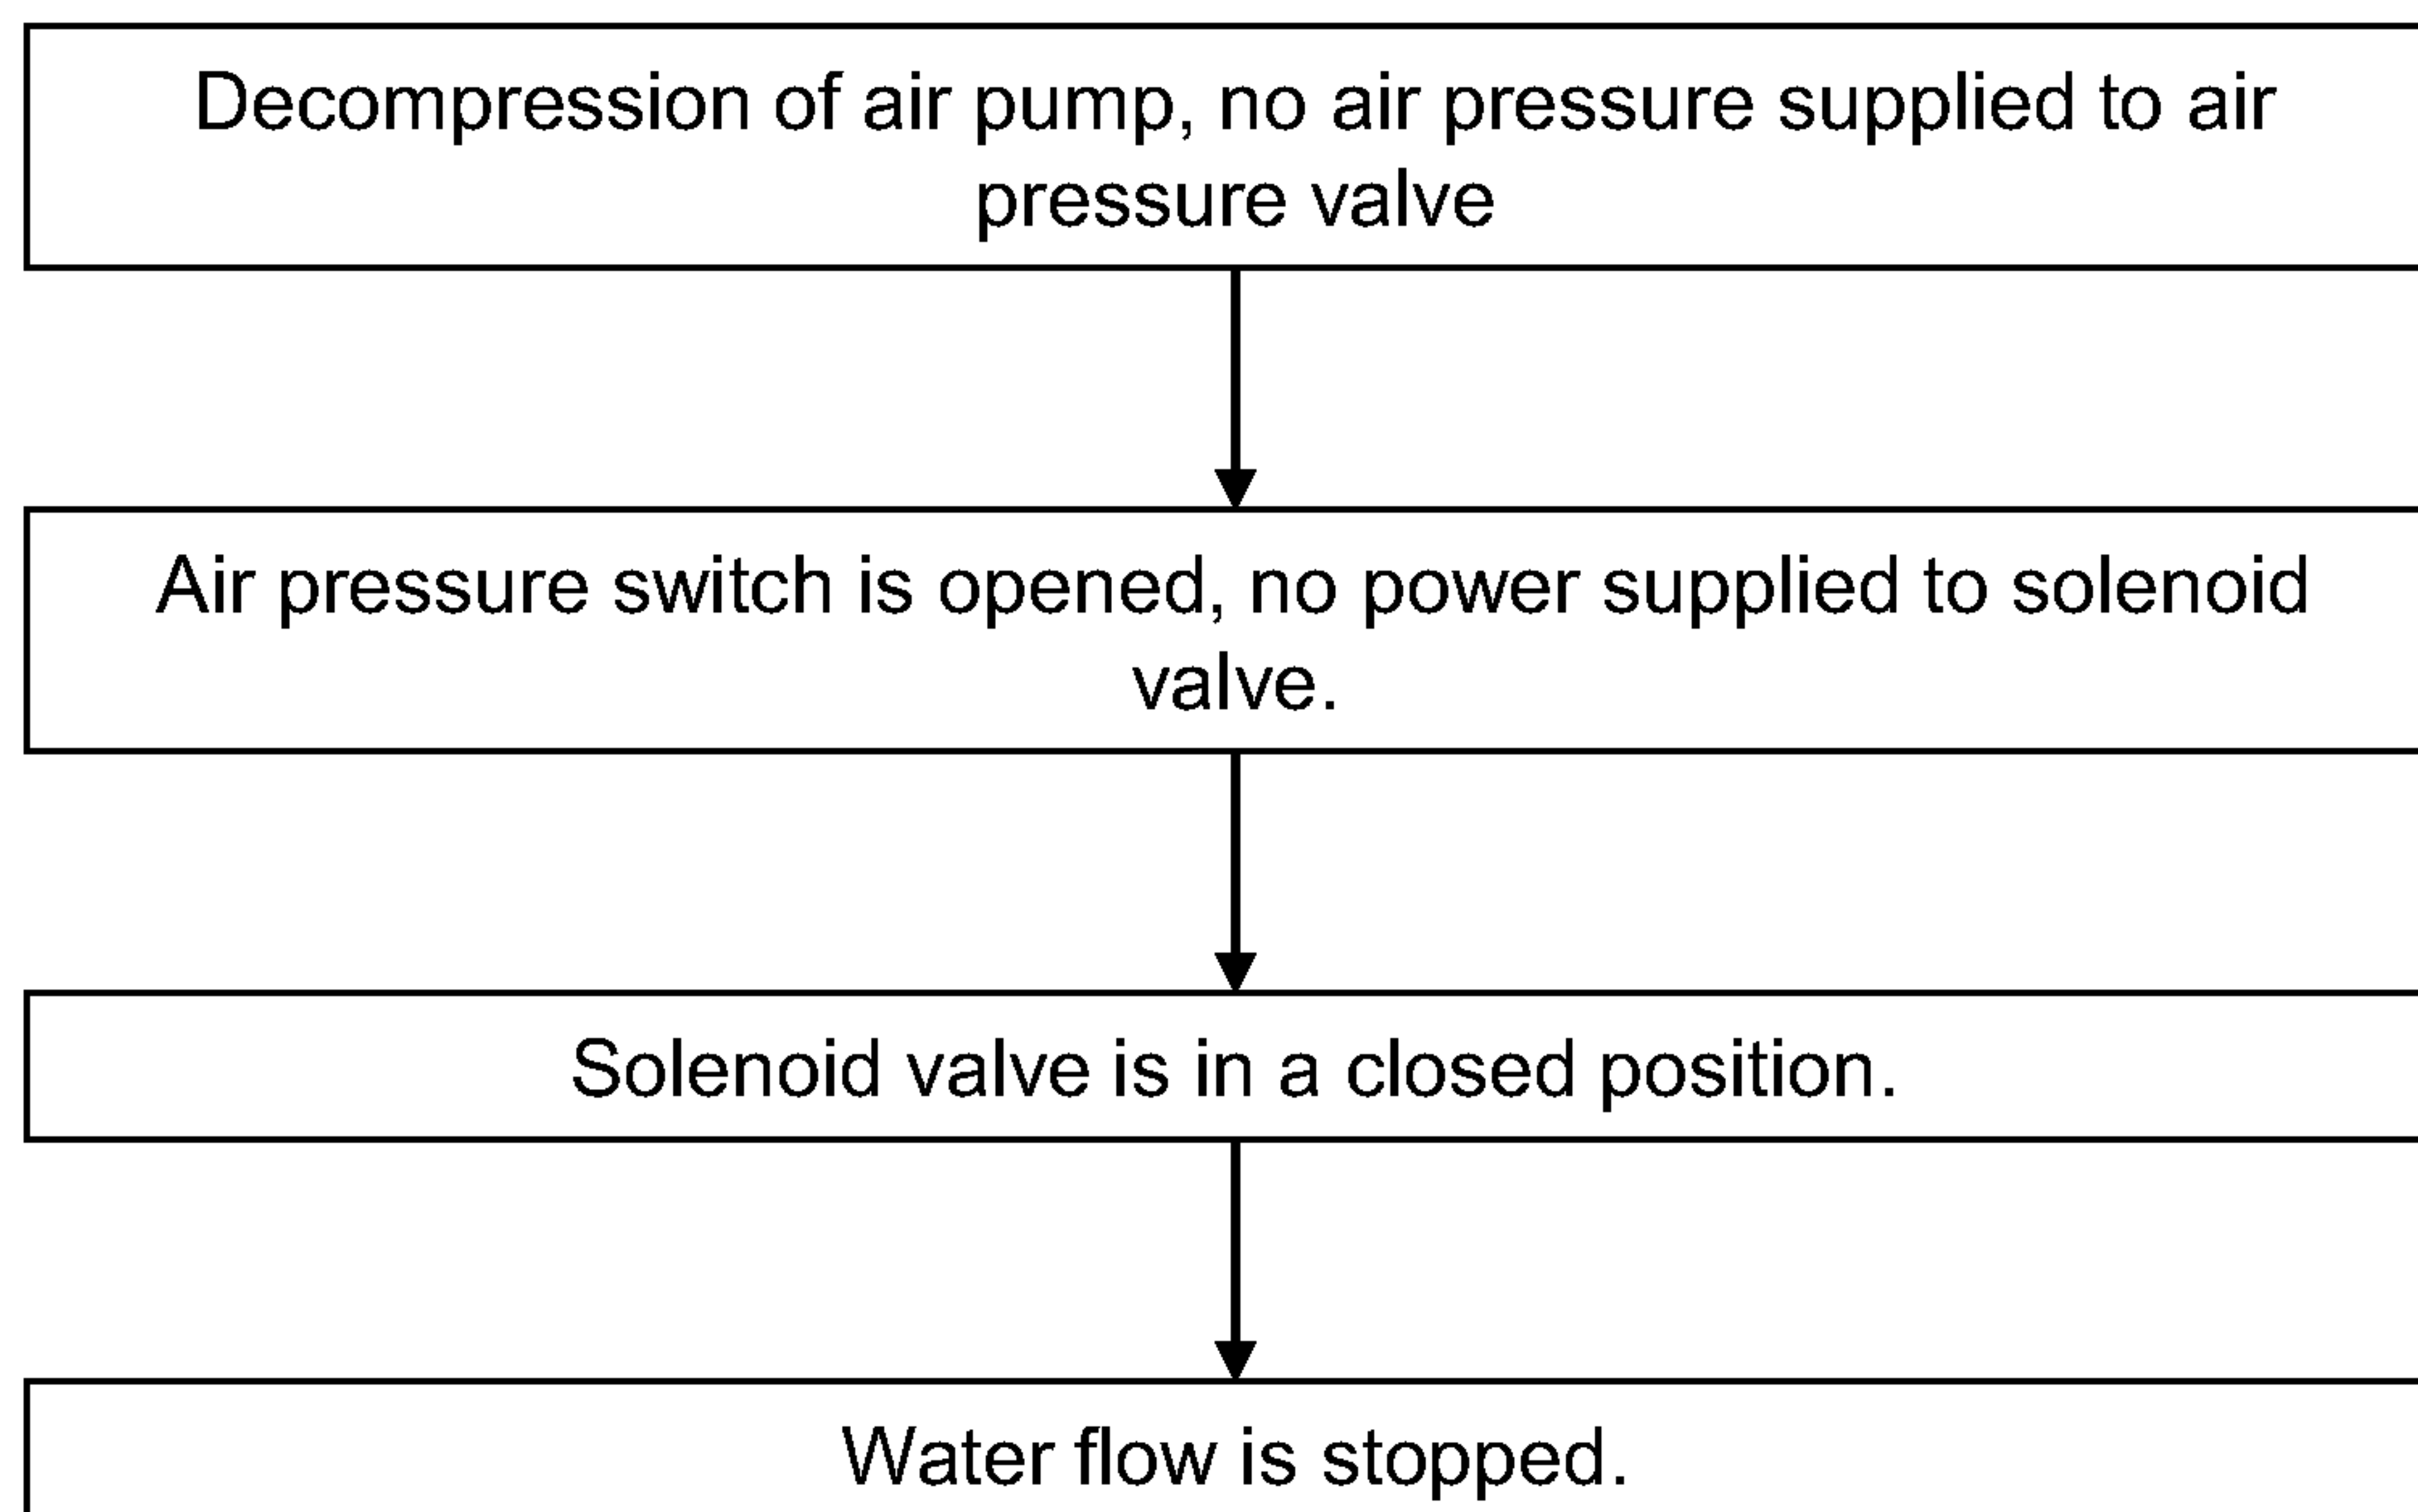 Decompression of air pump, no air pressure supplied to air
pressure valve
Air pressure switch is opened, no power supplied to solenoid
valve.
Solenoid valve is in a closed position.
Water flow is stopped.